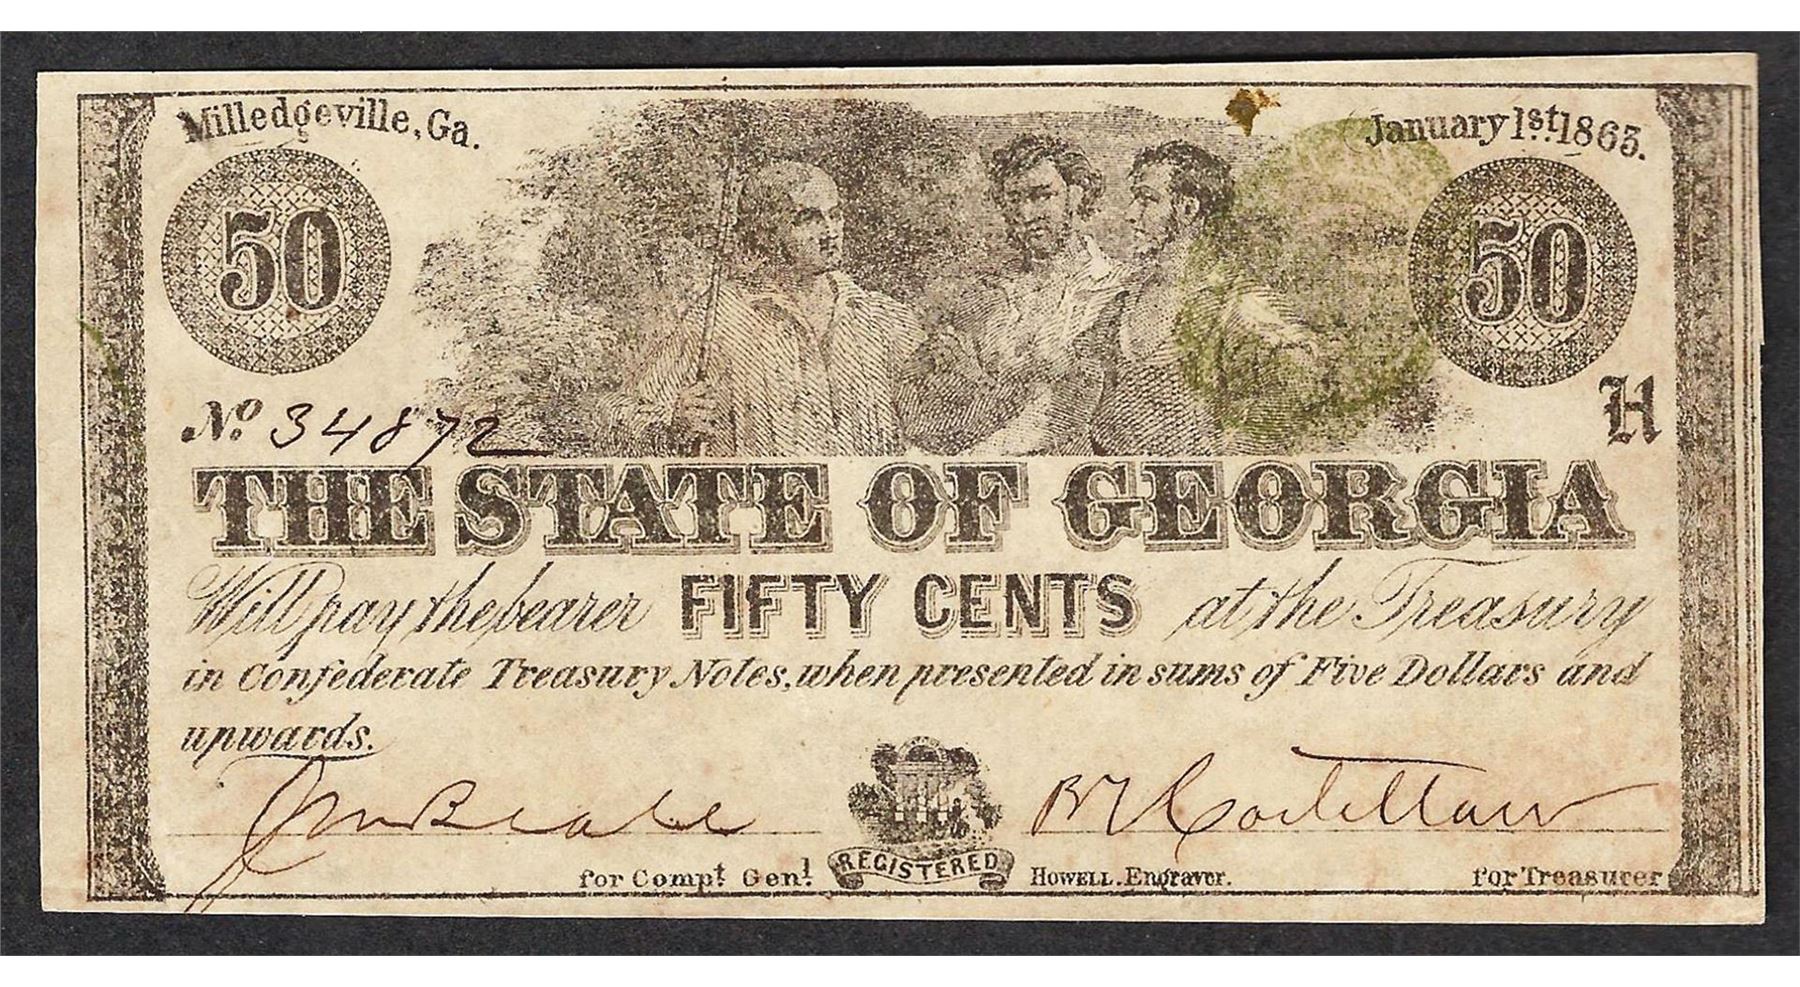 Milledgeville, Ga.
January 1st 1863.
50
50
No. 34872
H
THE STATE OF GEORGIA
Will pay the bearer FIFTY CENTS at the Treasury
in Confederate Treasury Notes, when presented in sums of Five Dollars and
upwards.
for Compt Genl
REGISTERED
HOWELL. Engraver.
for Treasurer